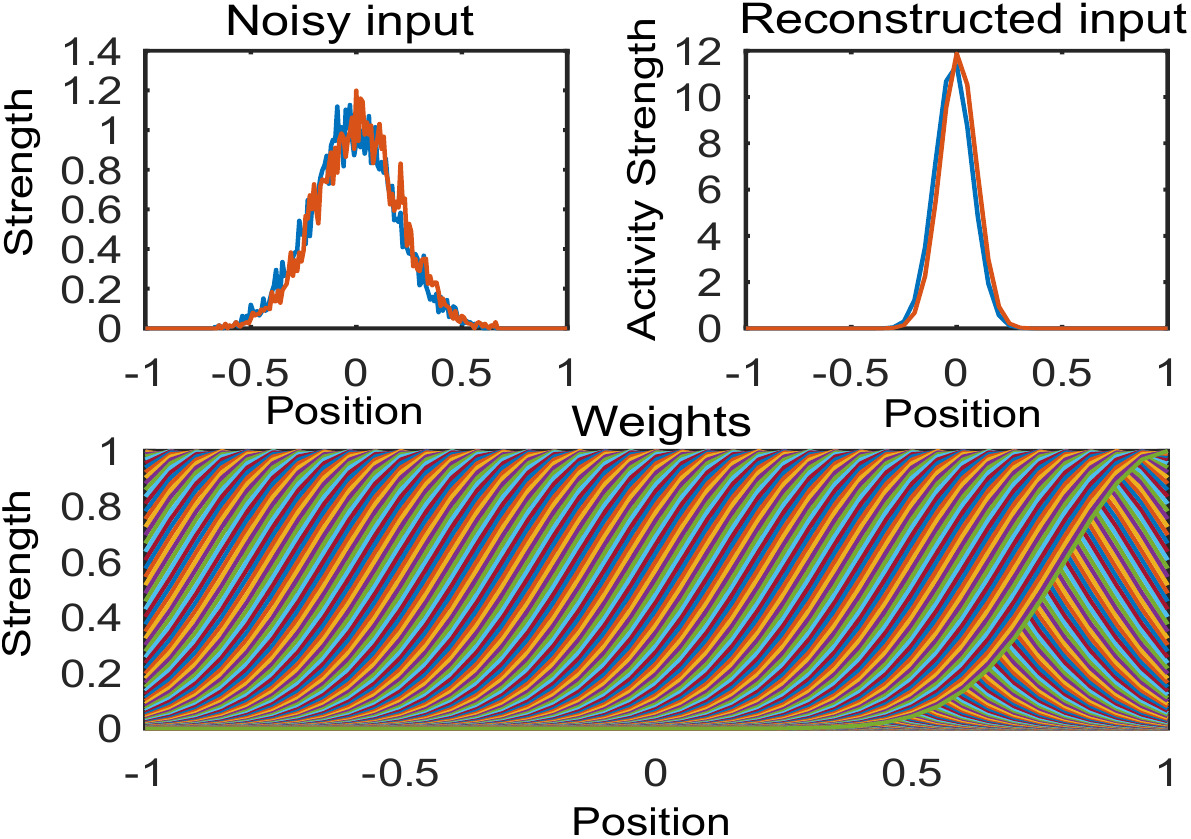 Noisy input
Strength
1.4
1.2
1
0.8
0.6
0.4
0.2
0
-1 -0.5 0 0.5 1
Position
Reconstructed input
Activity Strength
12
10
8
6
4
2
0
-1 -0.5 0 0.5 1
Position
Weights
Strength
1
0.8
0.6
0.4
0.2
0
-1 -0.5 0 0.5 1
Position